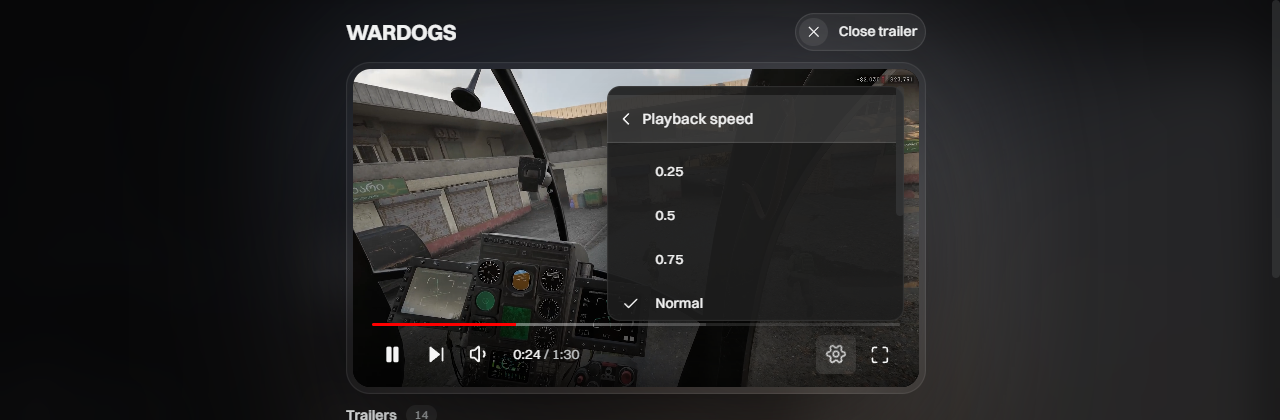 WARDOGS
Close trailer
Playback speed
0.25
0.5
0.75
Normal
0:24 / 1:30
Trailers 14